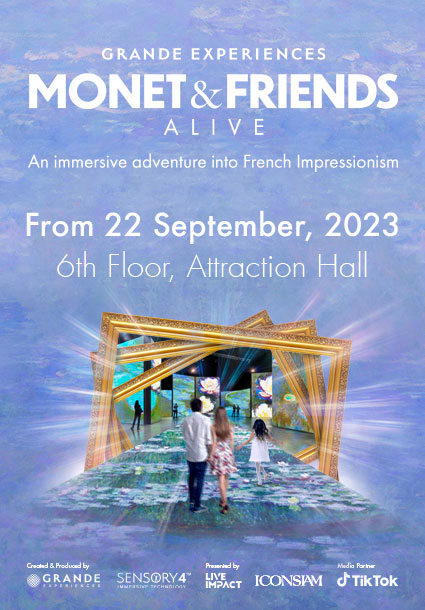 GRANDE EXPERIENCES
MONET & FRIENDS
ALIVE
An immersive adventure into French Impressionism
From 22 September, 2023
6th Floor, Attraction Hall
Created & Produced by
GRANDE
EXPERIENCES
SENSORY4™
IMMERSIVE TECHNOLOGY
Presented by
LIVE
IMPACT
ICONSIAM
Media Partner
TikTok